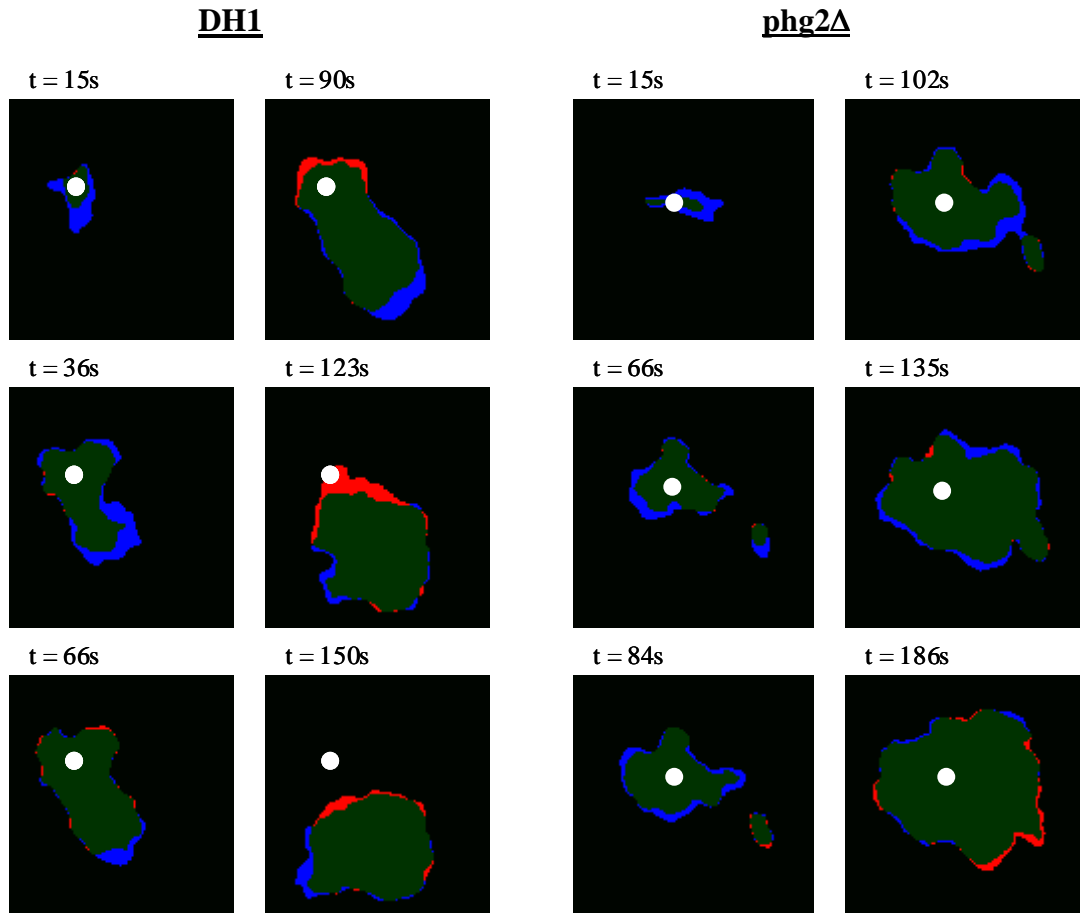 DH1
phg2Δ
t = 15s
t = 90s
t = 15s
t = 102s
t = 36s
t = 123s
t = 66s
t = 135s
t = 66s
t = 150s
t = 84s
t = 186s